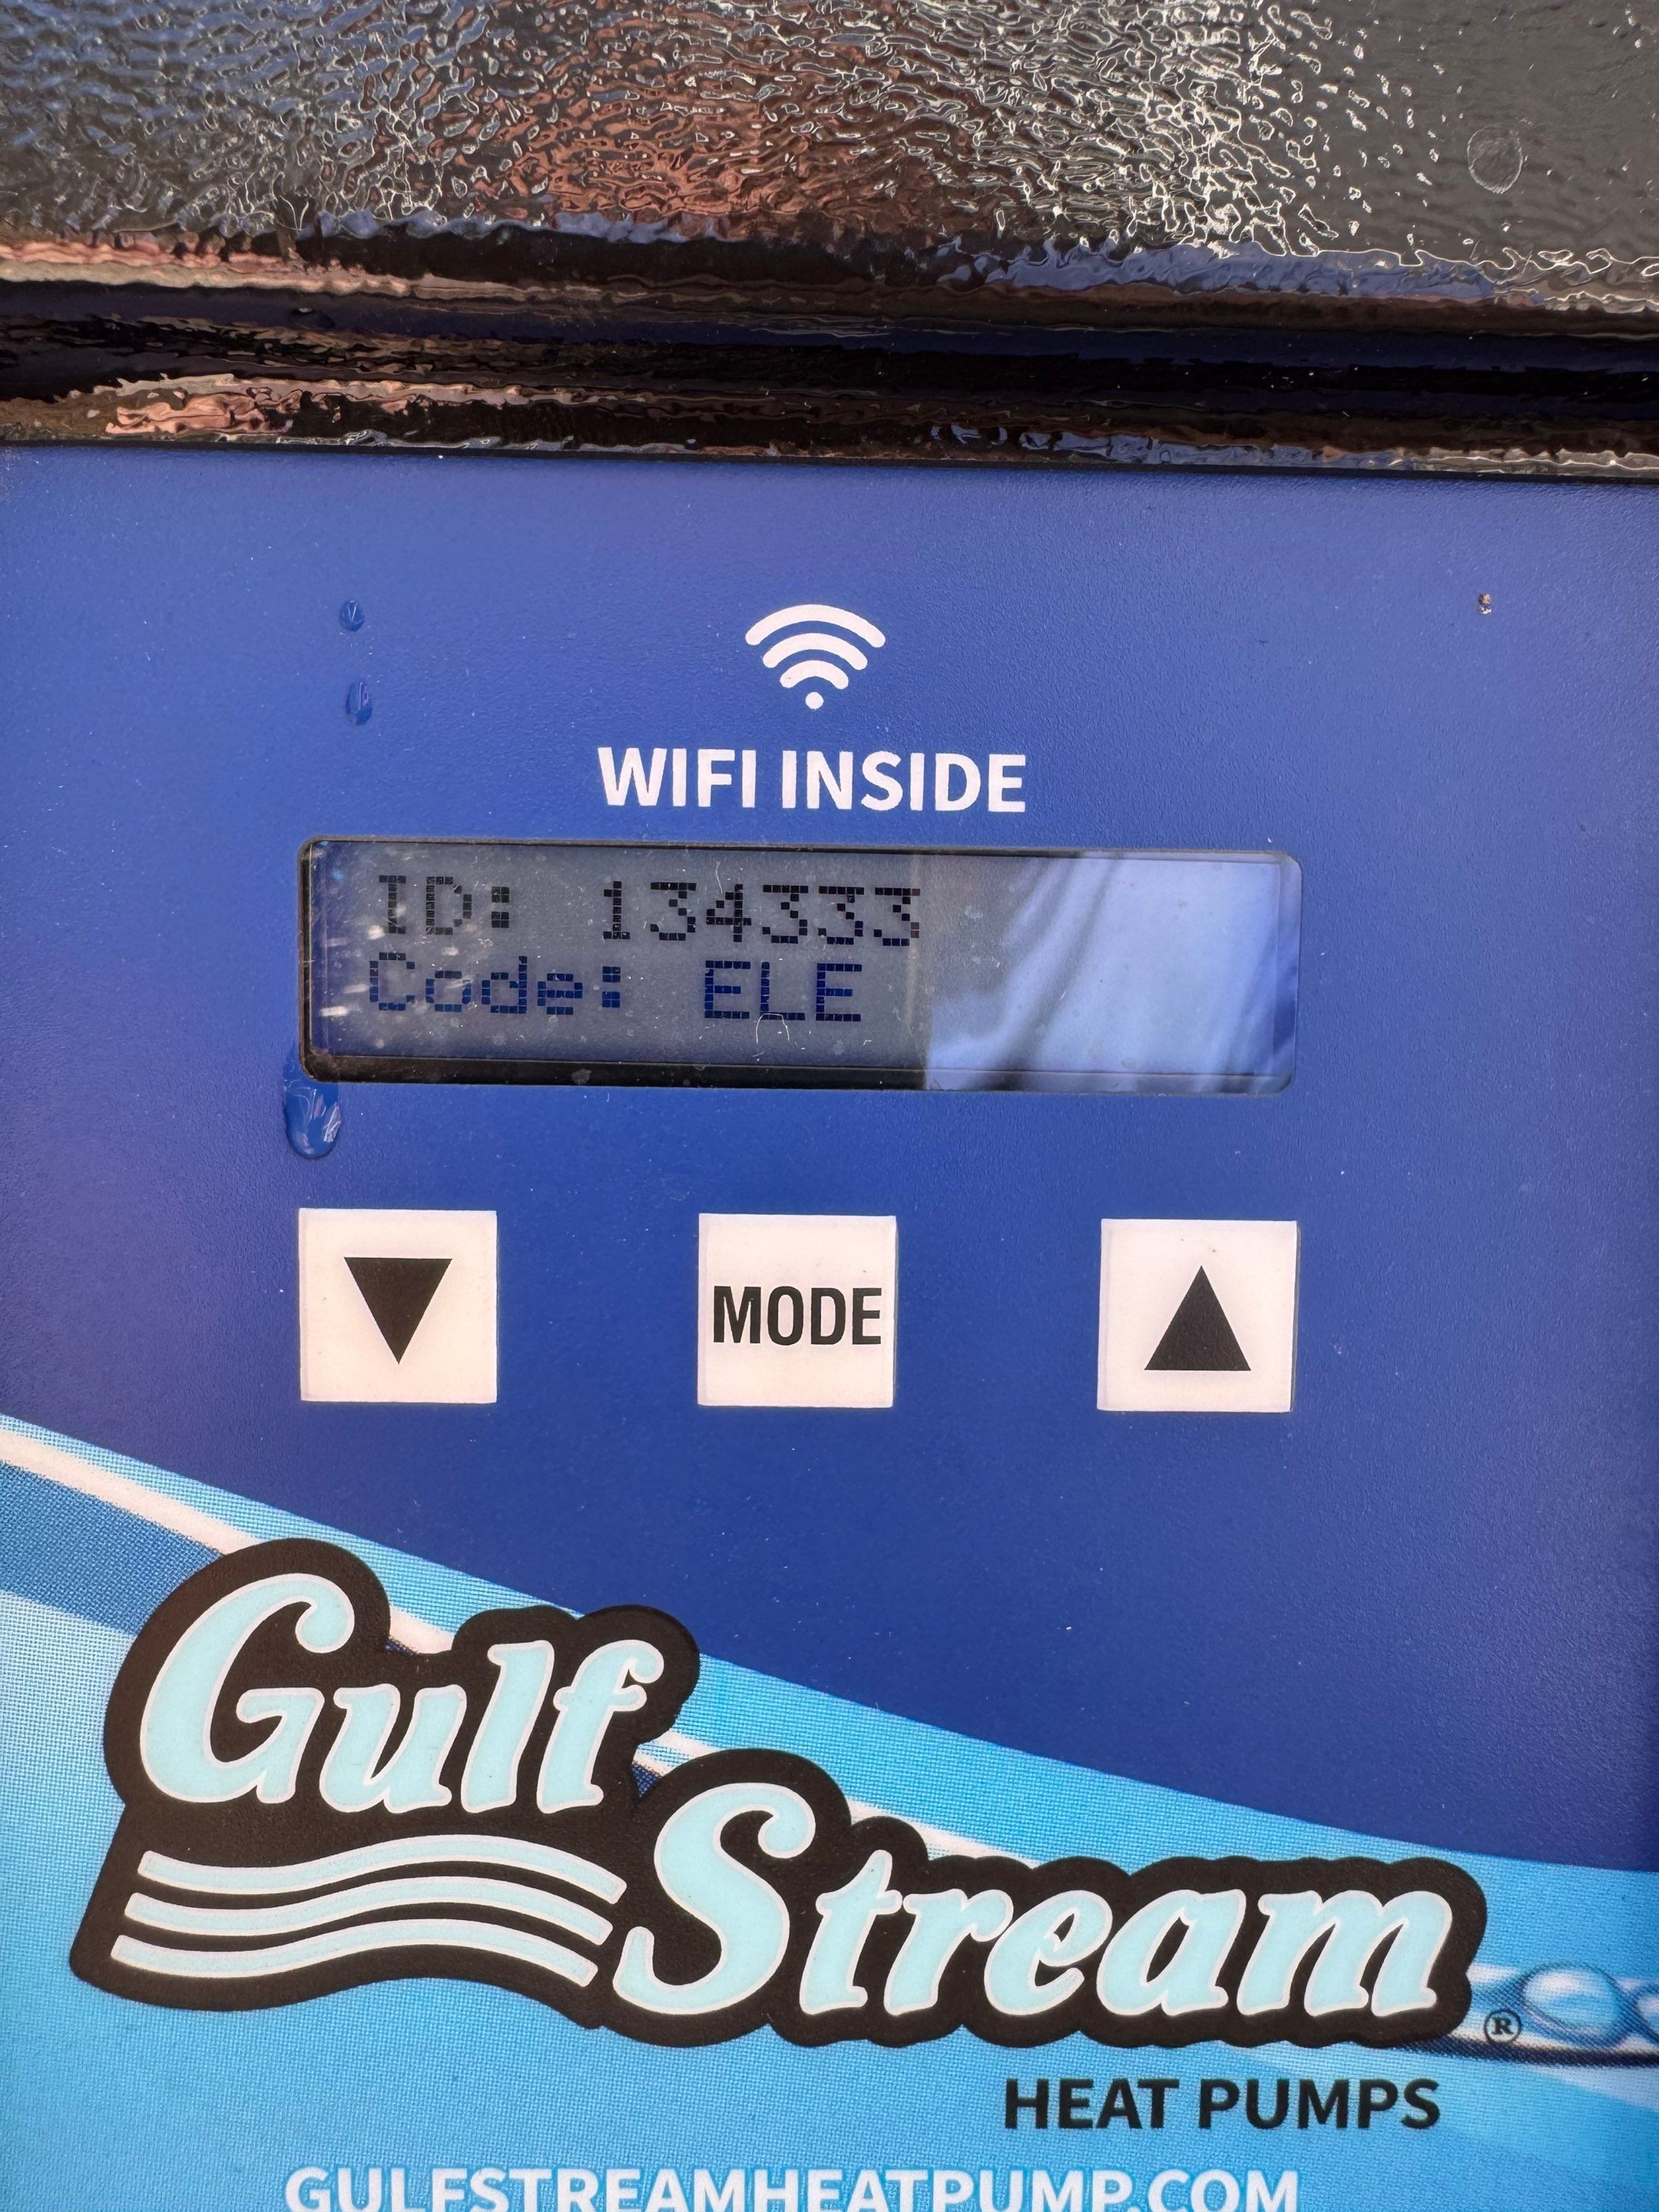 WIFI INSIDE
ID: 134333
Code: ELE
MODE
Gulf
Stream®
HEAT PUMPS
GULFSTREAMHEATPUMP.COM